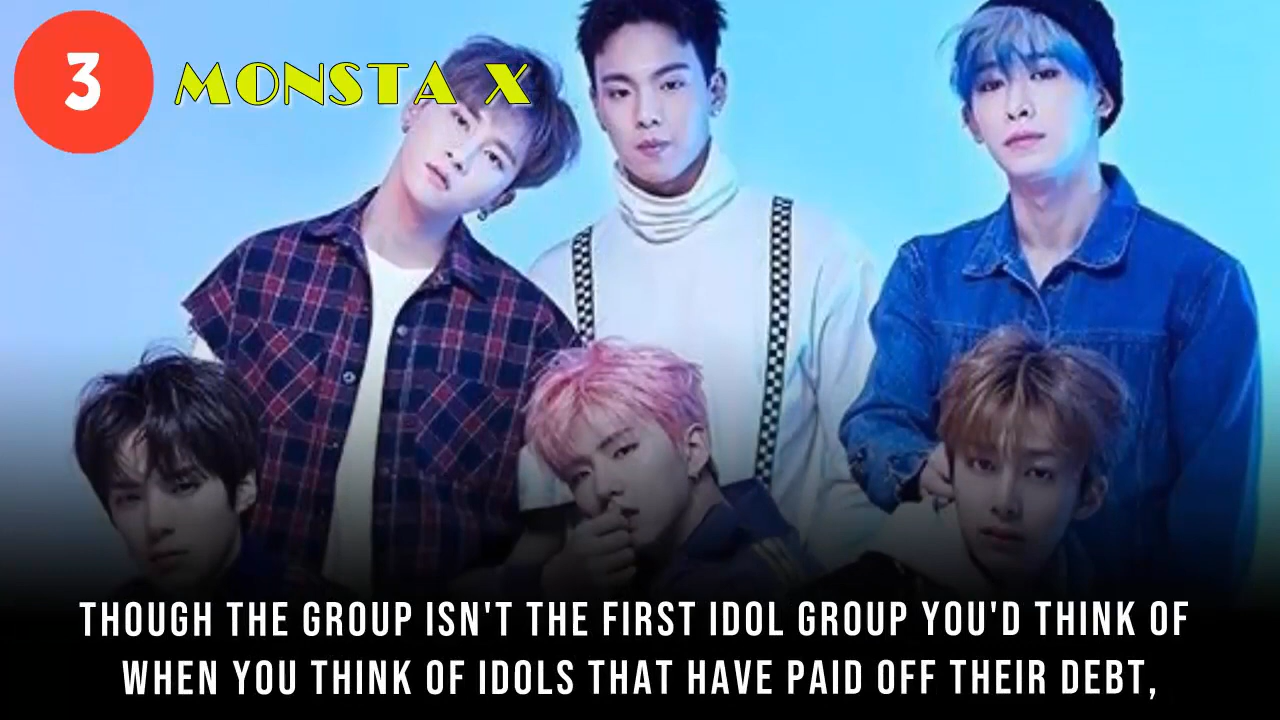 3
MONSTA X
THOUGH THE GROUP ISN'T THE FIRST IDOL GROUP YOU'D THINK OF
WHEN YOU THINK OF IDOLS THAT HAVE PAID OFF THEIR DEBT,